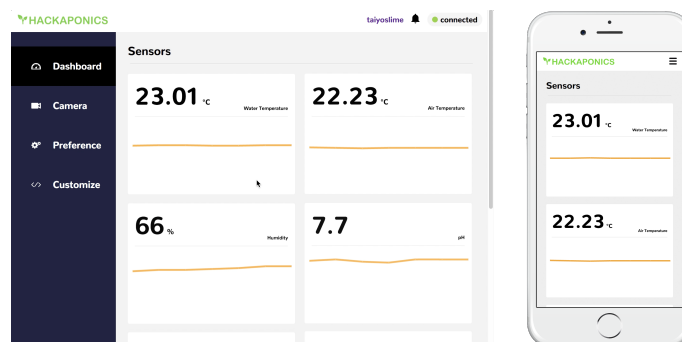 HACKAPONICS
taiyoslime
connected
Dashboard
Camera
Preference
Customize
Sensors
23.01 °C
Water Temperature
22.23 °C
Air Temperature
66 %
Humidity
7.7
pH
HACKAPONICS
Sensors
23.01 °C
Water Temperature
22.23 °C
Air Temperature